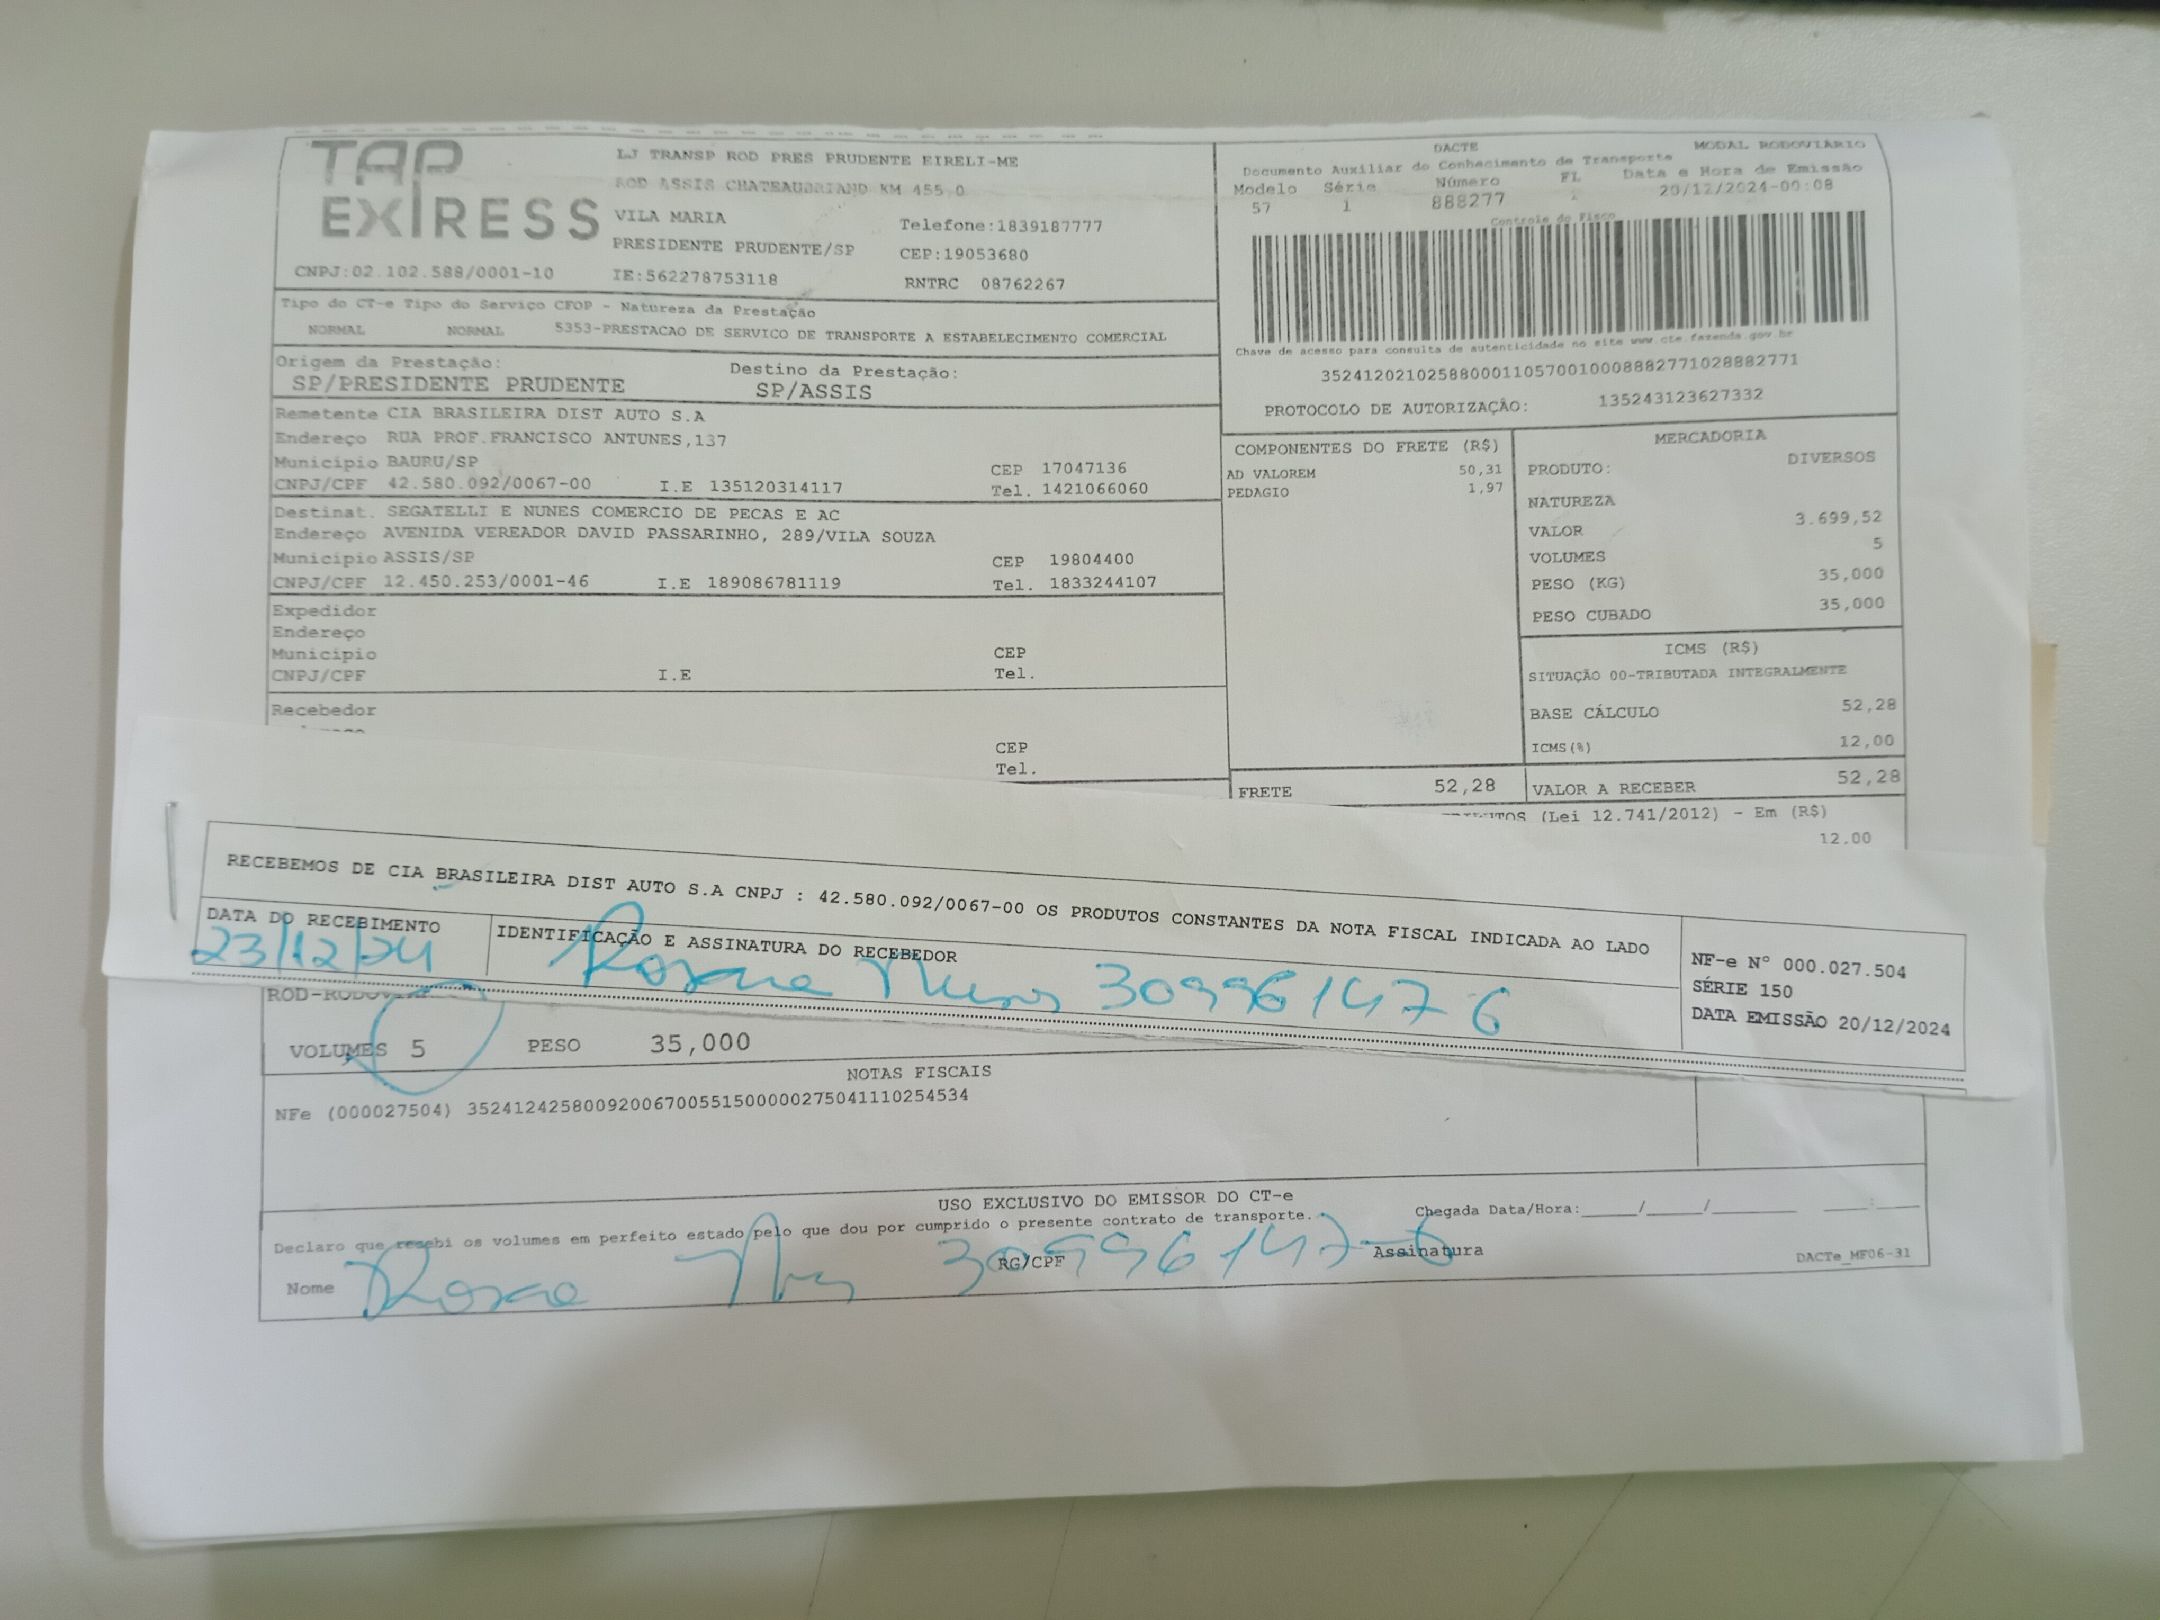 TAP EXPRESS
LJ TRANSP ROD PRES PRUDENTE EIRELI-ME
ROD ASSIS CHATEAUBRIAND KM 455 0
VILA MARIA Telefone:1839187777
PRESIDENTE PRUDENTE/SP CEP:19053680
CNPJ:02.102.588/0001-10 IE:562278753118 RNTRC 08762267
Tipo do CT-e Tipo do Serviço CFOP - Natureza da Prestação
NORMAL NORMAL 5353-PRESTACAO DE SERVICO DE TRANSPORTE A ESTABELECIMENTO COMERCIAL
Origem da Prestação: Destino da Prestação:
SP/PRESIDENTE PRUDENTE SP/ASSIS
Remetente CIA BRASILEIRA DIST AUTO S.A
Endereço RUA PROF.FRANCISCO ANTUNES,137
Município BAURU/SP CEP 17047136
CNPJ/CPF 42.580.092/0067-00 I.E 135120314117 Tel. 1421066060
Destinat. SEGATELLI E NUNES COMERCIO DE PECAS E AC
Endereço AVENIDA VEREADOR DAVID PASSARINHO, 289/VILA SOUZA
Município ASSIS/SP CEP 19804400
CNPJ/CPF 12.450.253/0001-46 I.E 189086781119 Tel. 1833244107
Expedidor
Endereço
Município CEP
CNPJ/CPF I.E Tel.
Recebedor
CEP
Tel.
DACTE MODAL RODOVIÁRIO
Documento Auxiliar do Conhecimento de Transporte
Modelo Série Número FL Data e Hora de Emissão
57 1 888277 20/12/2024-00:08
Controle do Fisco
Chave de acesso para consulta de autenticidade no site www.cte.fazenda.gov.br
35241202102588000110570010008882771028882771
PROTOCOLO DE AUTORIZAÇÃO: 135243123627332
COMPONENTES DO FRETE (R$)
AD VALOREM 50,31
PEDAGIO 1,97
MERCADORIA
PRODUTO: DIVERSOS
NATUREZA
VALOR 3.699,52
VOLUMES 5
PESO (KG) 35,000
PESO CUBADO 35,000
ICMS (R$)
SITUAÇÃO 00-TRIBUTADA INTEGRALMENTE
BASE CÁLCULO 52,28
ICMS(%) 12,00
FRETE 52,28 VALOR A RECEBER 52,28
(Lei 12.741/2012) - Em (R$)
12,00
RECEBEMOS DE CIA BRASILEIRA DIST AUTO S.A CNPJ : 42.580.092/0067-00 OS PRODUTOS CONSTANTES DA NOTA FISCAL INDICADA AO LADO
DATA DO RECEBIMENTO IDENTIFICAÇÃO E ASSINATURA DO RECEBEDOR
23/12/24 309961476
NF-e Nº 000.027.504
SÉRIE 150
DATA EMISSÃO 20/12/2024
VOLUMES 5 PESO 35,000
NOTAS FISCAIS
NFe (000027504) 35241242580092006700551500000275041110254534
USO EXCLUSIVO DO EMISSOR DO CT-e
Declaro que recebi os volumes em perfeito estado pelo que dou por cumprido o presente contrato de transporte. Chegada Data/Hora:_____/_____/________ ____:____
Nome RG/CPF 30996147-6 Assinatura DACTe_MF06-31